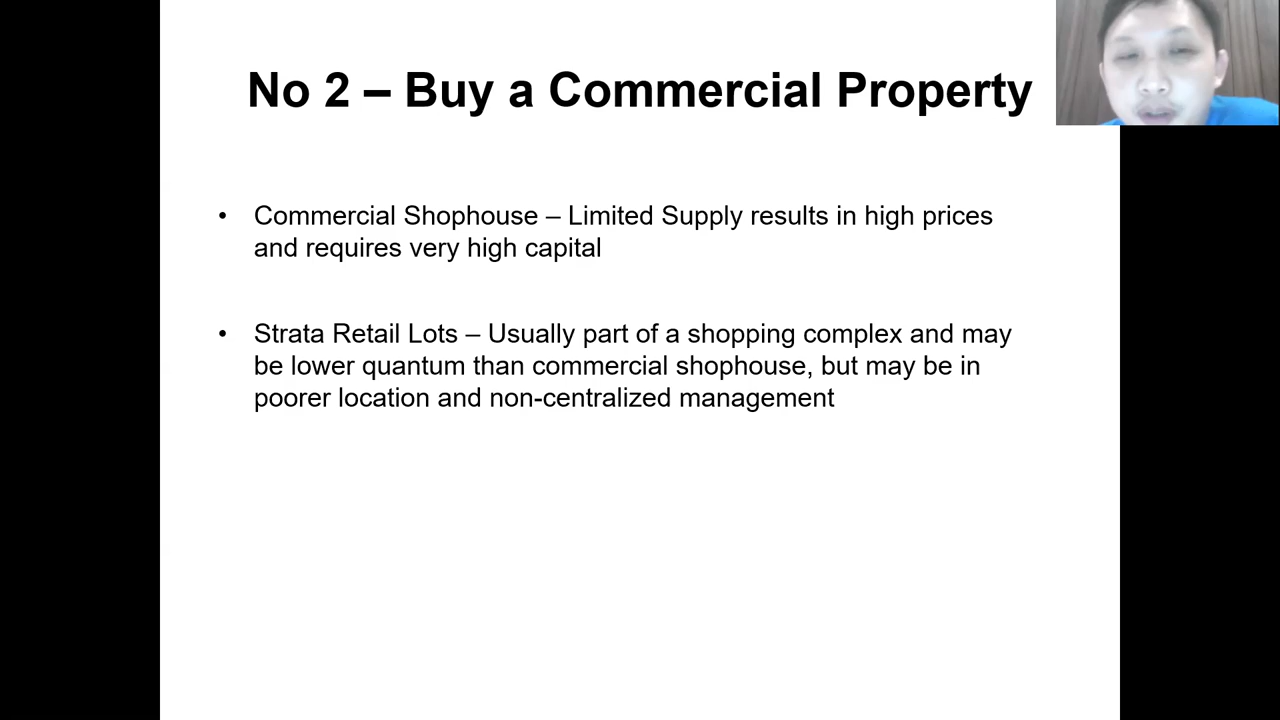 No 2 – Buy a Commercial Property
• Commercial Shophouse – Limited Supply results in high prices
and requires very high capital
• Strata Retail Lots – Usually part of a shopping complex and may
be lower quantum than commercial shophouse, but may be in
poorer location and non-centralized management